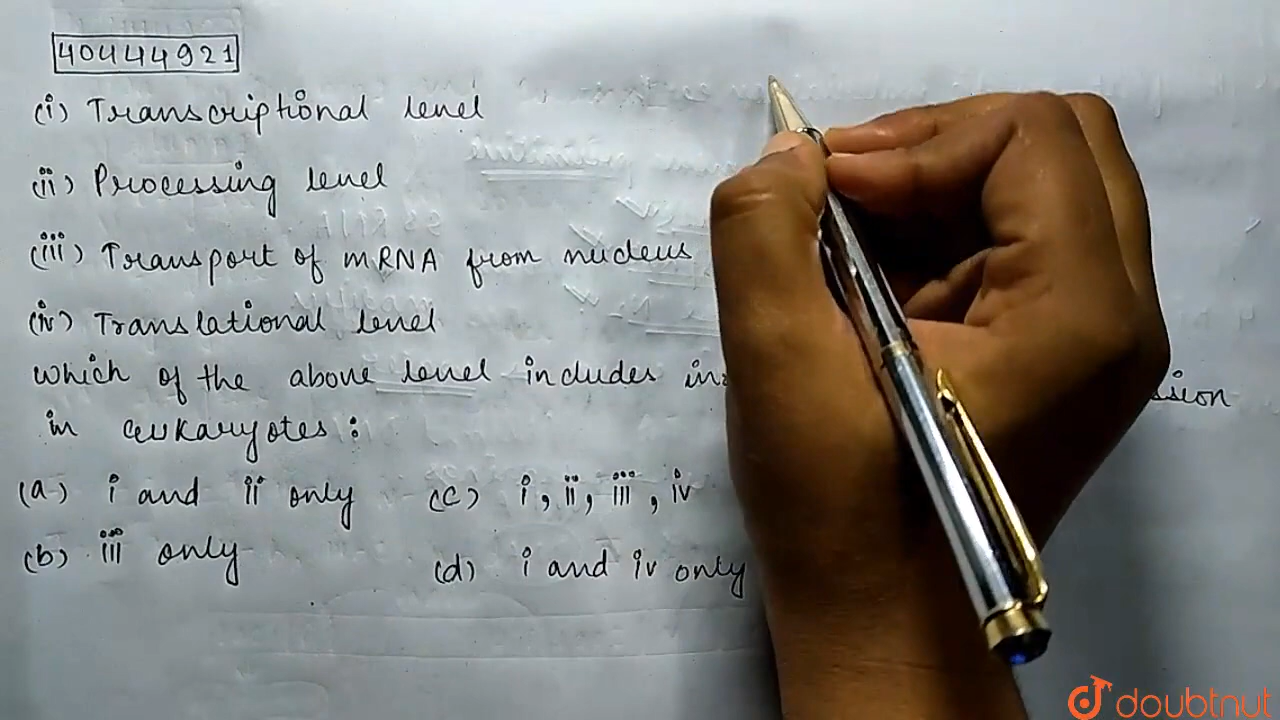 40444921
(i) Transcriptional level
(ii) Processing level
(iii) Transport of mRNA from nucleus
(iv) Translational level
which of the above level includes
in eukaryotes :
(a) i and ii only (c) i, ii, iii, iv
(b) iii only (d) i and iv only
doubtnut